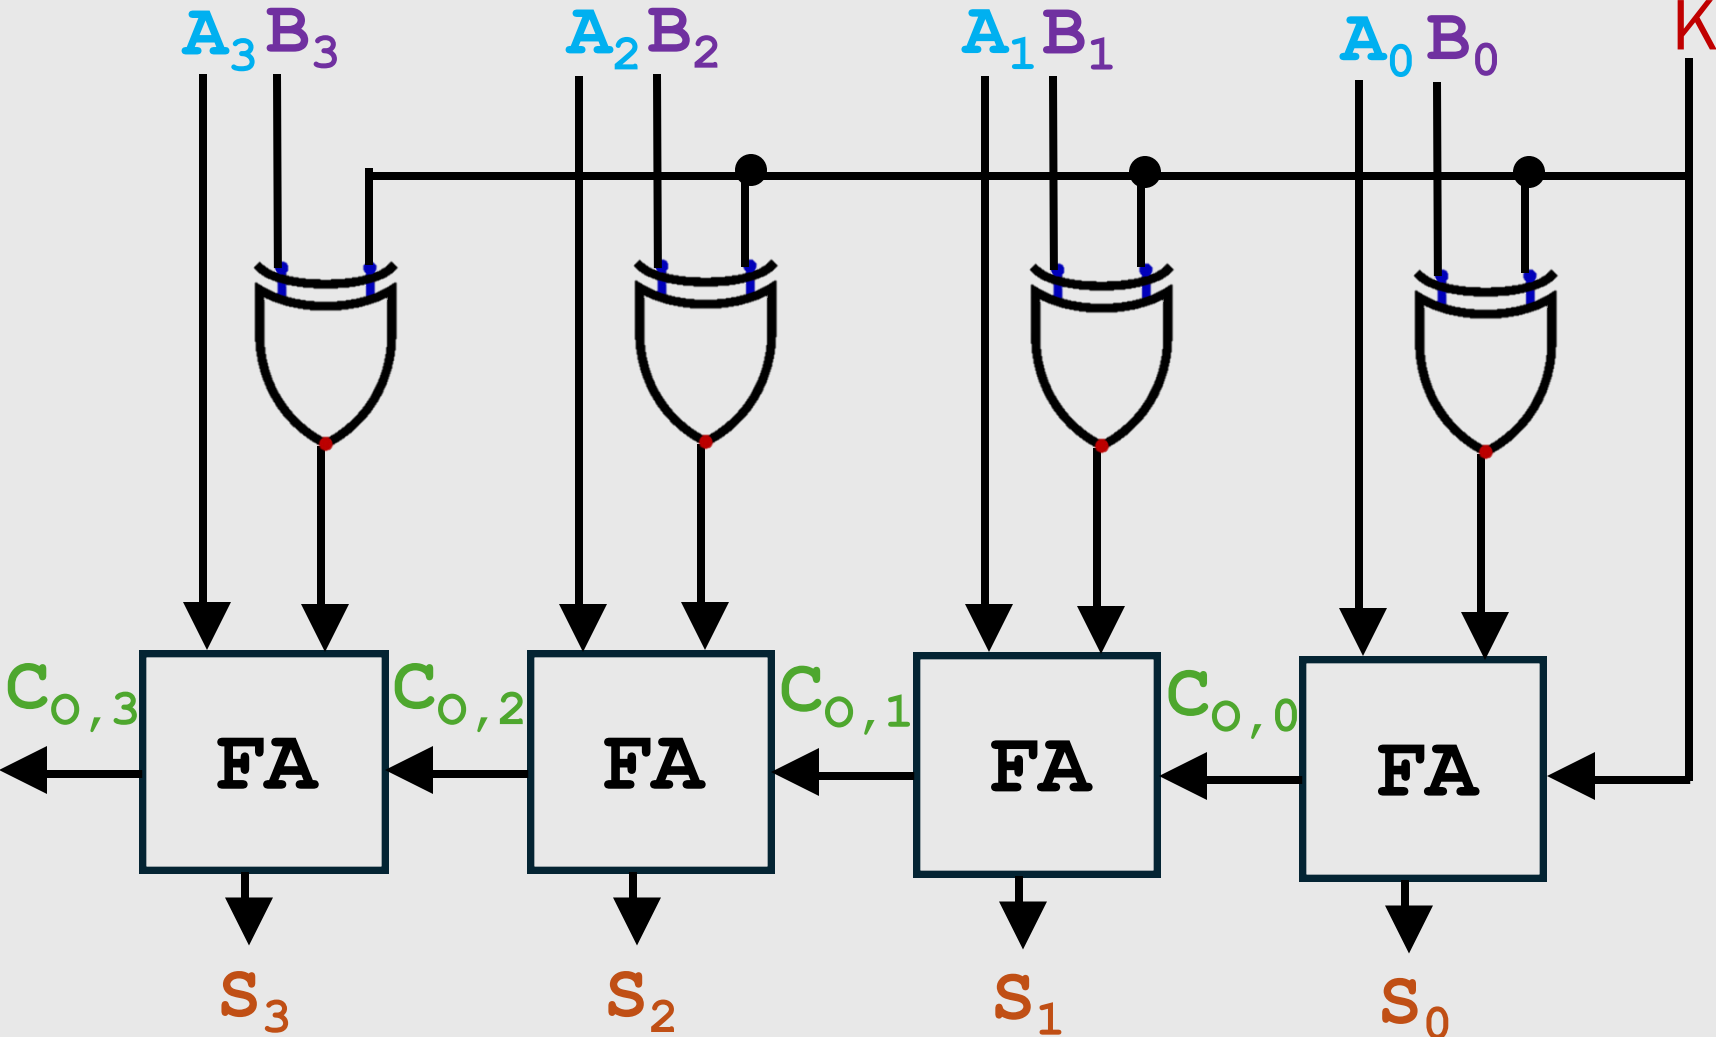 A3 B3 A2 B2 A1 B1 A0 B0 K
CO,3 FA CO,2 FA CO,1 FA CO,0 FA
S3 S2 S1 S0